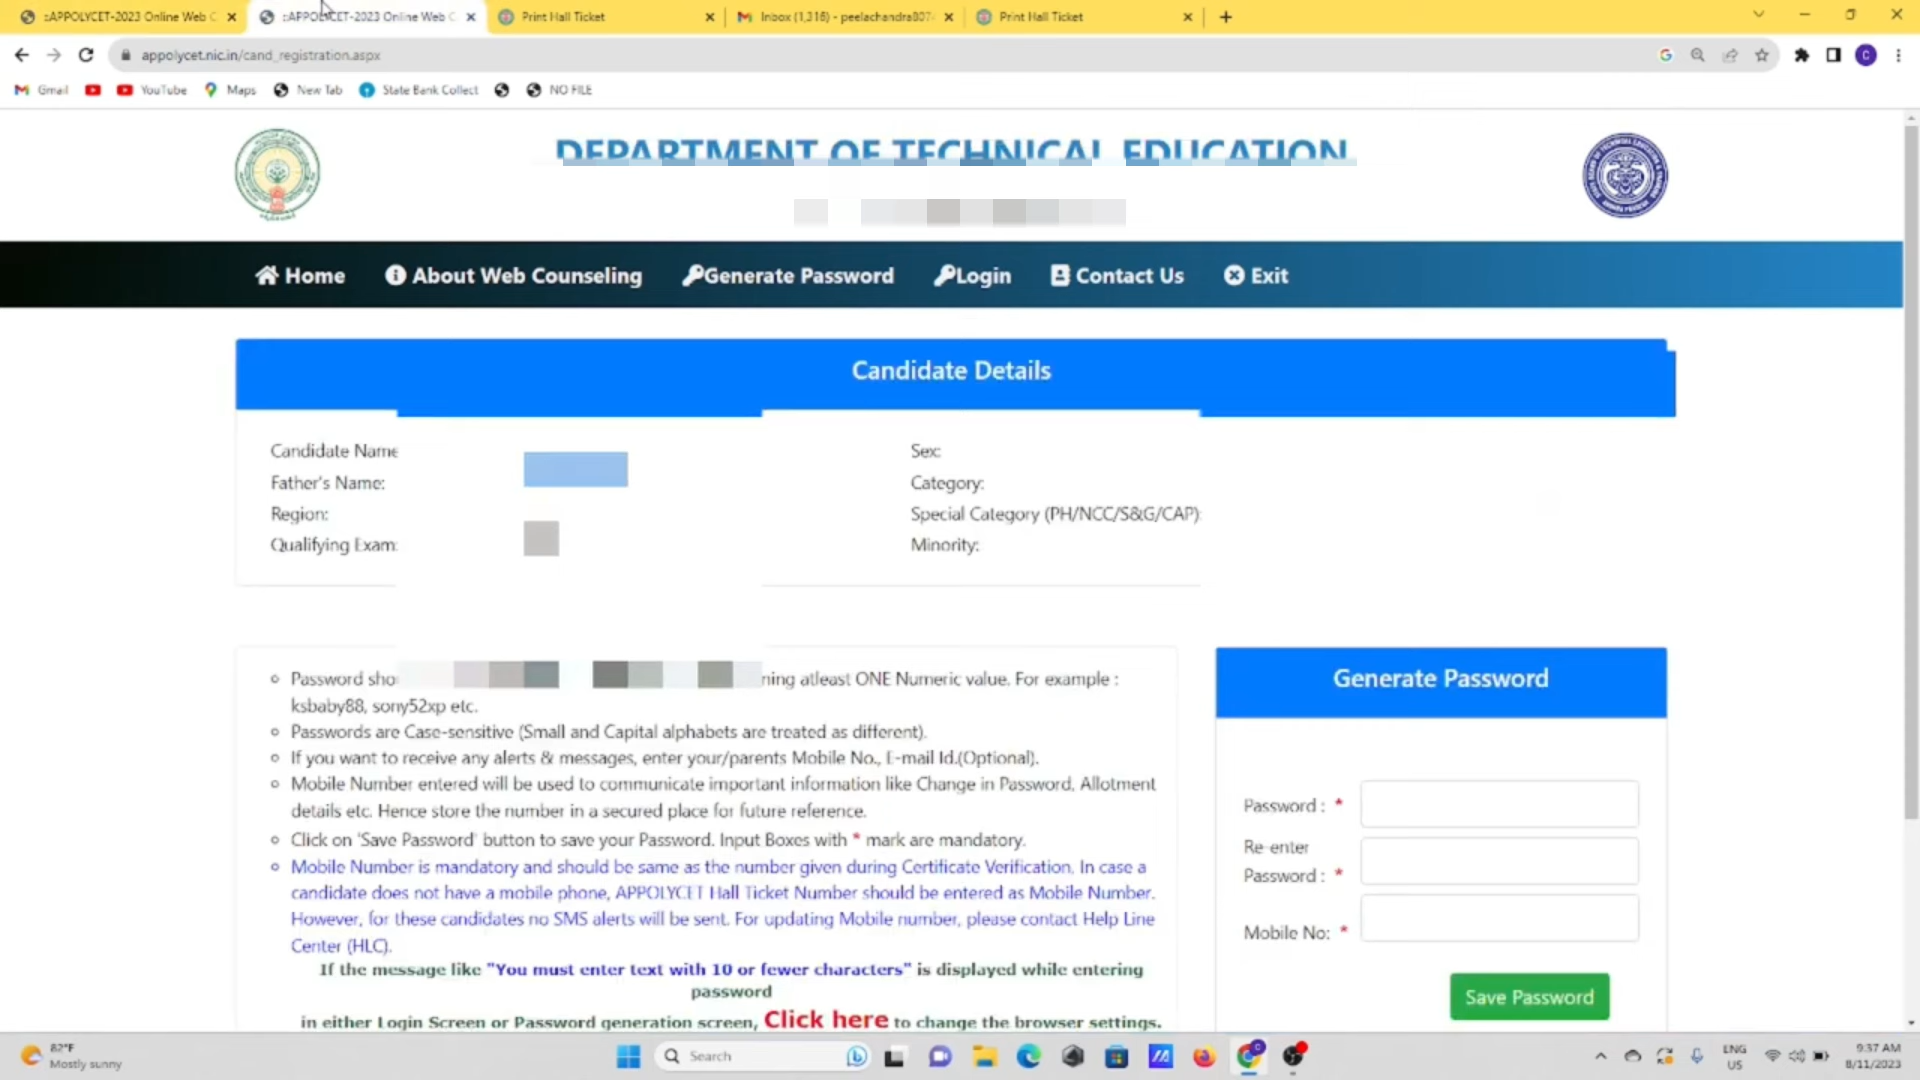 ::APPOLYCET-2023 Online Web C
::APPOLYCET-2023 Online Web C
Print Hall Ticket
Inbox (1,316) - peelachandra807
Print Hall Ticket
appolycet.nic.in/cand_registration.aspx
Gmail
YouTube
Maps
New Tab
State Bank Collect
NO FILE
DEPARTMENT OF TECHNICAL EDUCATION
Home
About Web Counseling
Generate Password
Login
Contact Us
Exit
Candidate Details
Candidate Name
Sex:
Father's Name:
Category:
Region:
Special Category (PH/NCC/S&G/CAP):
Qualifying Exam:
Minority:
Password sho
ning atleast ONE Numeric value. For example :
ksbaby88, sony52xp etc.
Passwords are Case-sensitive (Small and Capital alphabets are treated as different).
If you want to receive any alerts & messages, enter your/parents Mobile No., E-mail Id.(Optional).
Mobile Number entered will be used to communicate important information like Change in Password, Allotment
details etc. Hence store the number in a secured place for future reference.
Click on 'Save Password' button to save your Password. Input Boxes with * mark are mandatory.
Mobile Number is mandatory and should be same as the number given during Certificate Verification, In case a
candidate does not have a mobile phone, APPOLYCET Hall Ticket Number should be entered as Mobile Number.
However, for these candidates no SMS alerts will be sent. For updating Mobile number, please contact Help Line
Center (HLC).
If the message like "You must enter text with 10 or fewer characters" is displayed while entering
password
in either Login Screen or Password generation screen, Click here to change the browser settings.
Generate Password
Password : *
Re-enter
Password : *
Mobile No: *
Save Password
82°F
Mostly sunny
Search
ENG
US
9:37 AM
8/11/2023